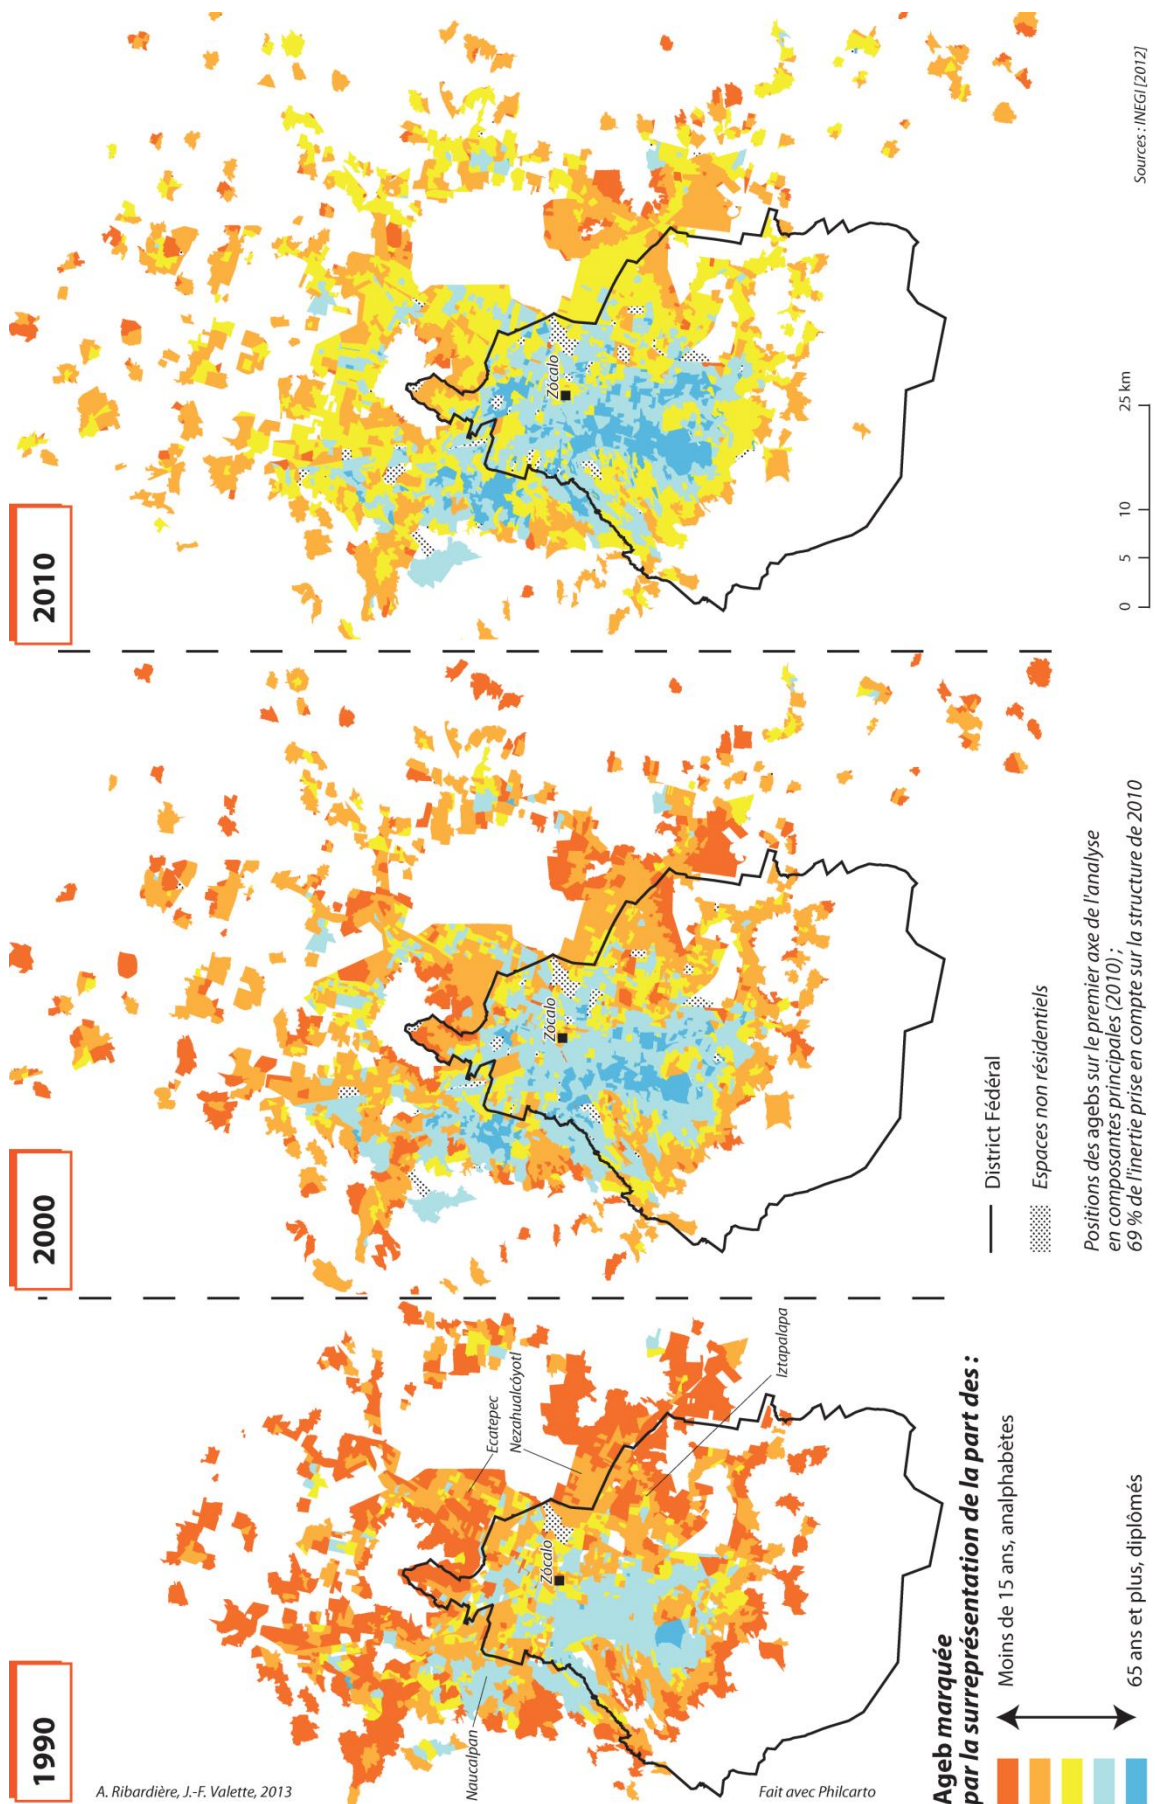 1990
2000
2010
Naucalpan
Ecatepec
Nezahualcóyotl
Iztapalapa
Zócalo
Zócalo
Zócalo
A. Ribardière, J.-F. Valette, 2013
Fait avec Philcarto
Ageb marquée
par la surreprésentation de la part des :
Moins de 15 ans, analphabètes
65 ans et plus, diplômés
District Fédéral
Espaces non résidentiels
Positions des agebs sur le premier axe de l'analyse
en composantes principales (2010) ;
69 % de l'inertie prise en compte sur la structure de 2010
0 5 10 25 km
Sources : INEGI [2012]